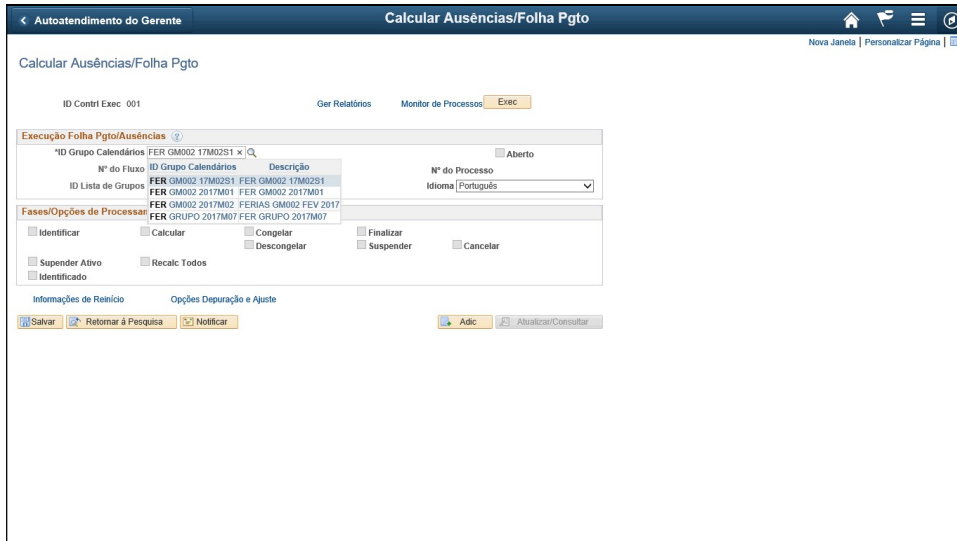 Autoatendimento do Gerente
Calcular Ausências/Folha Pgto
Nova Janela | Personalizar Página |
Calcular Ausências/Folha Pgto
ID Contrl Exec 001 Ger Relatórios Monitor de Processos Exec
Execução Folha Pgto/Ausências ?
*ID Grupo Calendários FER GM002 17M02S1 × Aberto
Nº do Fluxo Nº do Processo
ID Lista de Grupos Idioma Português
ID Grupo Calendários Descrição
FER GM002 17M02S1 FER GM002 17M02S1
FER GM002 2017M01 FER GM002 2017M01
FER GM002 2017M02 FERIAS GM002 FEV 2017
FER GRUPO 2017M07 FER GRUPO 2017M07
Fases/Opções de Processam
Identificar Calcular Congelar Finalizar
Descongelar Suspender Cancelar
Supender Ativo Recalc Todos
Identificado
Informações de Reinício Opções Depuração e Ajuste
Salvar Retornar á Pesquisa Notificar Adic Atualizar/Consultar